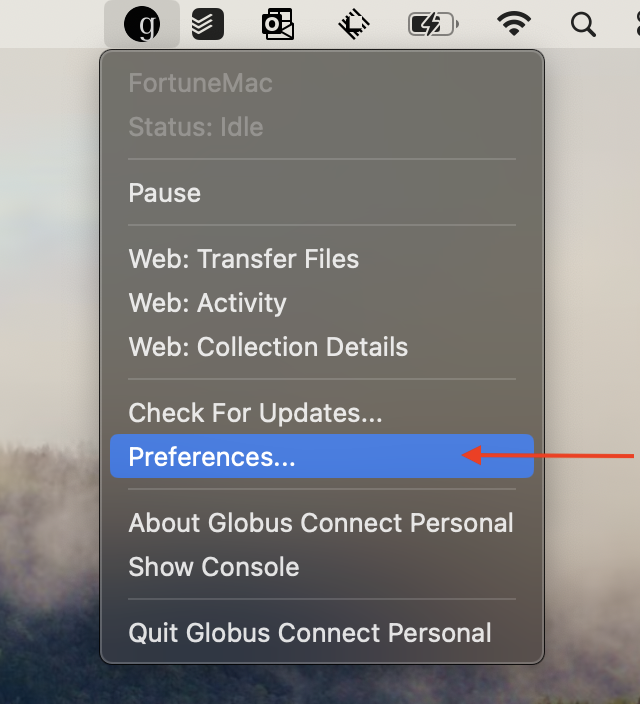 g
FortuneMac
Status: Idle
Pause
Web: Transfer Files
Web: Activity
Web: Collection Details
Check For Updates...
Preferences...
About Globus Connect Personal
Show Console
Quit Globus Connect Personal